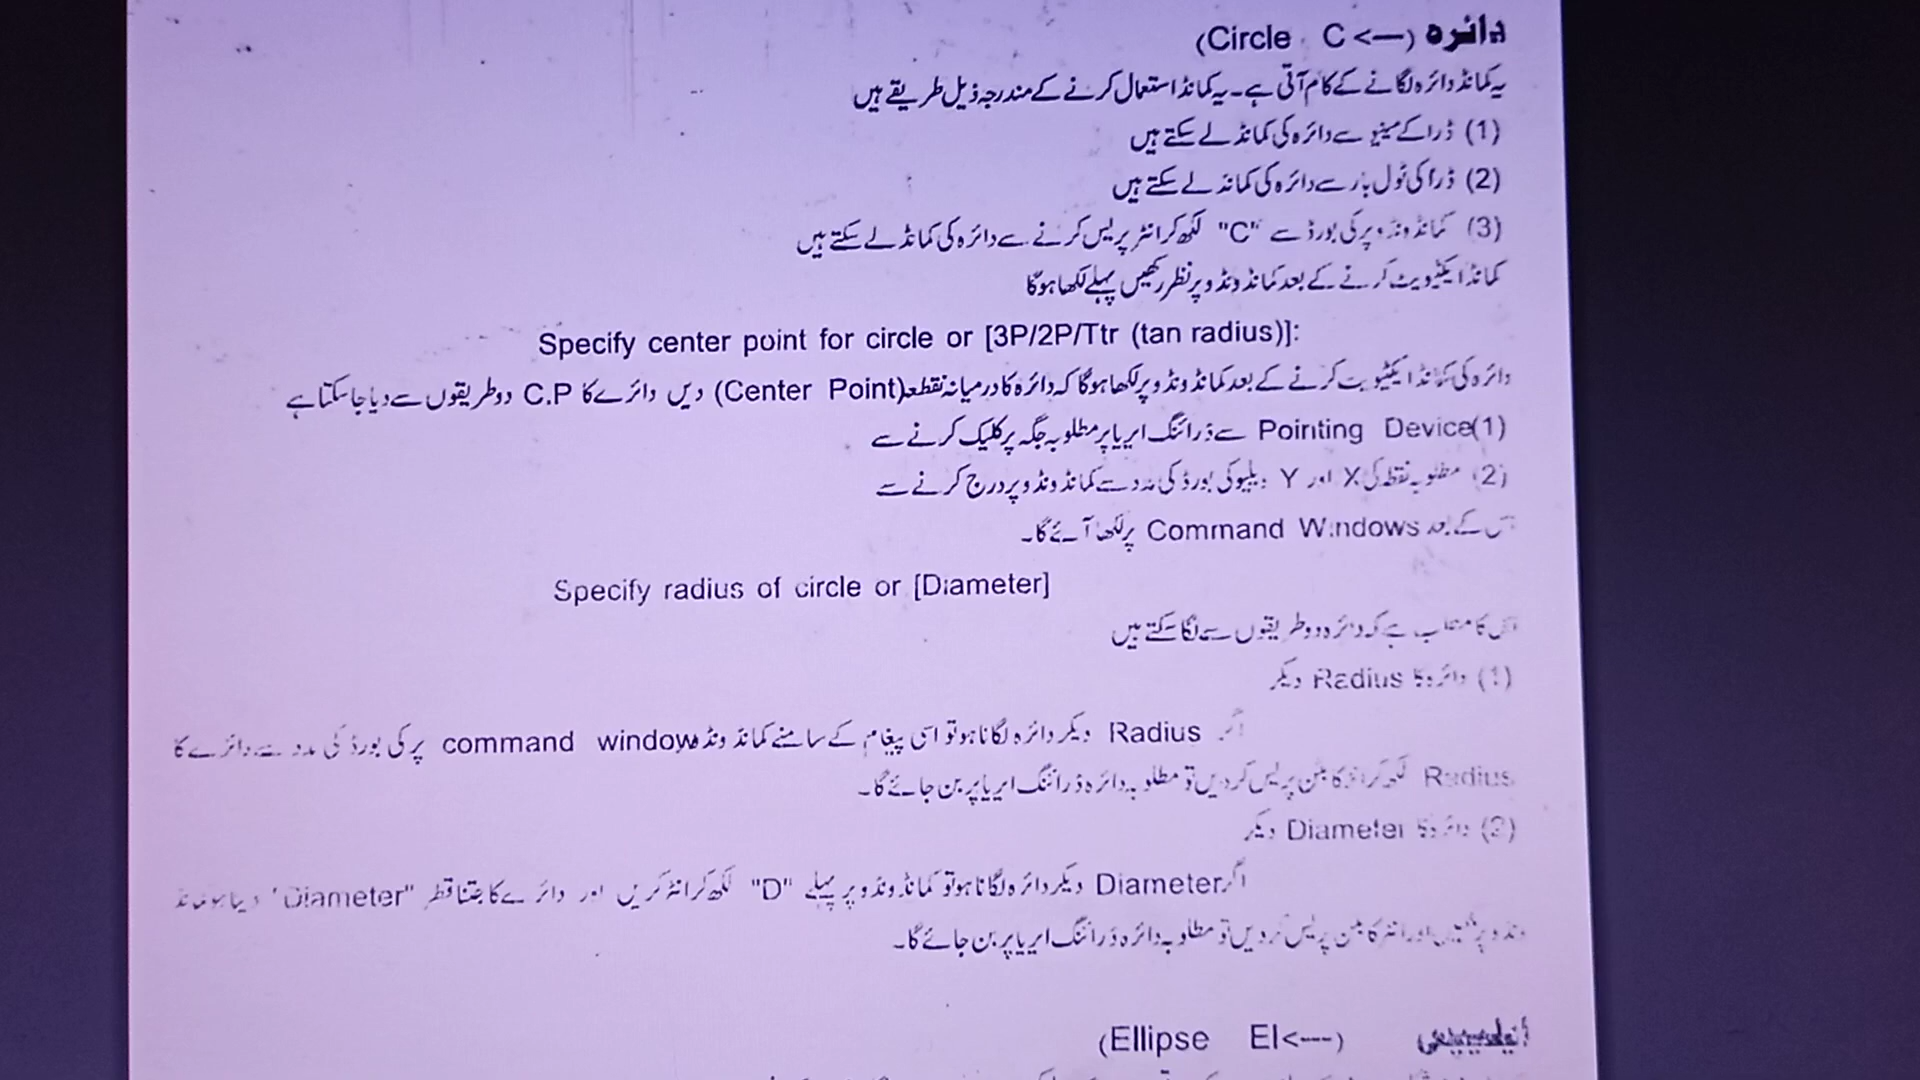 دائرہ (Circle C <—)
یہ کمانڈ دائرہ لگانے کے کام آتی ہے۔ یہ کمانڈ استعمال کرنے کے مندرجہ ذیل طریقے ہیں
(1) ڈرا کے مینیو سے دائرہ کی کمانڈ لے سکتے ہیں
(2) ڈرا کی ٹول بار سے دائرہ کی کمانڈ لے سکتے ہیں
(3) کمانڈ ونڈو پر کی بورڈ سے "C" لکھ کر انٹر پریس کرنے سے دائرہ کی کمانڈ لے سکتے ہیں
کمانڈ ایکٹیویٹ کرنے کے بعد کمانڈ ونڈو پر نظر رکھیں پہلے لکھا ہوگا
Specify center point for circle or [3P/2P/Ttr (tan radius)]:
دائرہ کی کمانڈ ایکٹیویٹ کرنے کے بعد کمانڈ ونڈو پر لکھا ہوگا کہ دائرہ کا درمیانہ نقطہ (Center Point) دیں دائرے کا C.P دو طریقوں سے دیا جا سکتا ہے
(1) Pointing Device سے ڈرائنگ ایریا پر مطلوبہ جگہ پر کلیک کرنے سے
(2) مطلوبہ نقطہ کی X اور Y ویلیو کی بورڈ کی مدد سے کمانڈ ونڈو پر درج کرنے سے
اس کے بعد Command Windows پر لکھا آئے گا۔
Specify radius of circle or [Diameter]
اس کا مطلب ہے کہ دائرہ دو طریقوں سے لگا سکتے ہیں
(1) دائرہ کا Radius دیکر
اگر Radius دیکر دائرہ لگانا ہو تو اسی پیغام کے سامنے کمانڈ ونڈو command window پر کی بورڈ کی مدد سے دائرے کا
Radius لکھ کر انٹر کا بٹن پریس کر دیں تو مطلوبہ دائرہ ڈرائنگ ایریا پر بن جائے گا۔
(2) دائرہ کا Diameter دیکر
اگر Diameter دیکر دائرہ لگانا ہو تو کمانڈ ونڈو پر پہلے "D" لکھ کر انٹر کریں اور دائرے کا جتنا قطر "Diameter" دینا ہو کمانڈ
ونڈو پر لکھیں اور انٹر کا بٹن پریس کر دیں تو مطلوبہ دائرہ ڈرائنگ ایریا پر بن جائے گا۔
(Ellipse El<---)